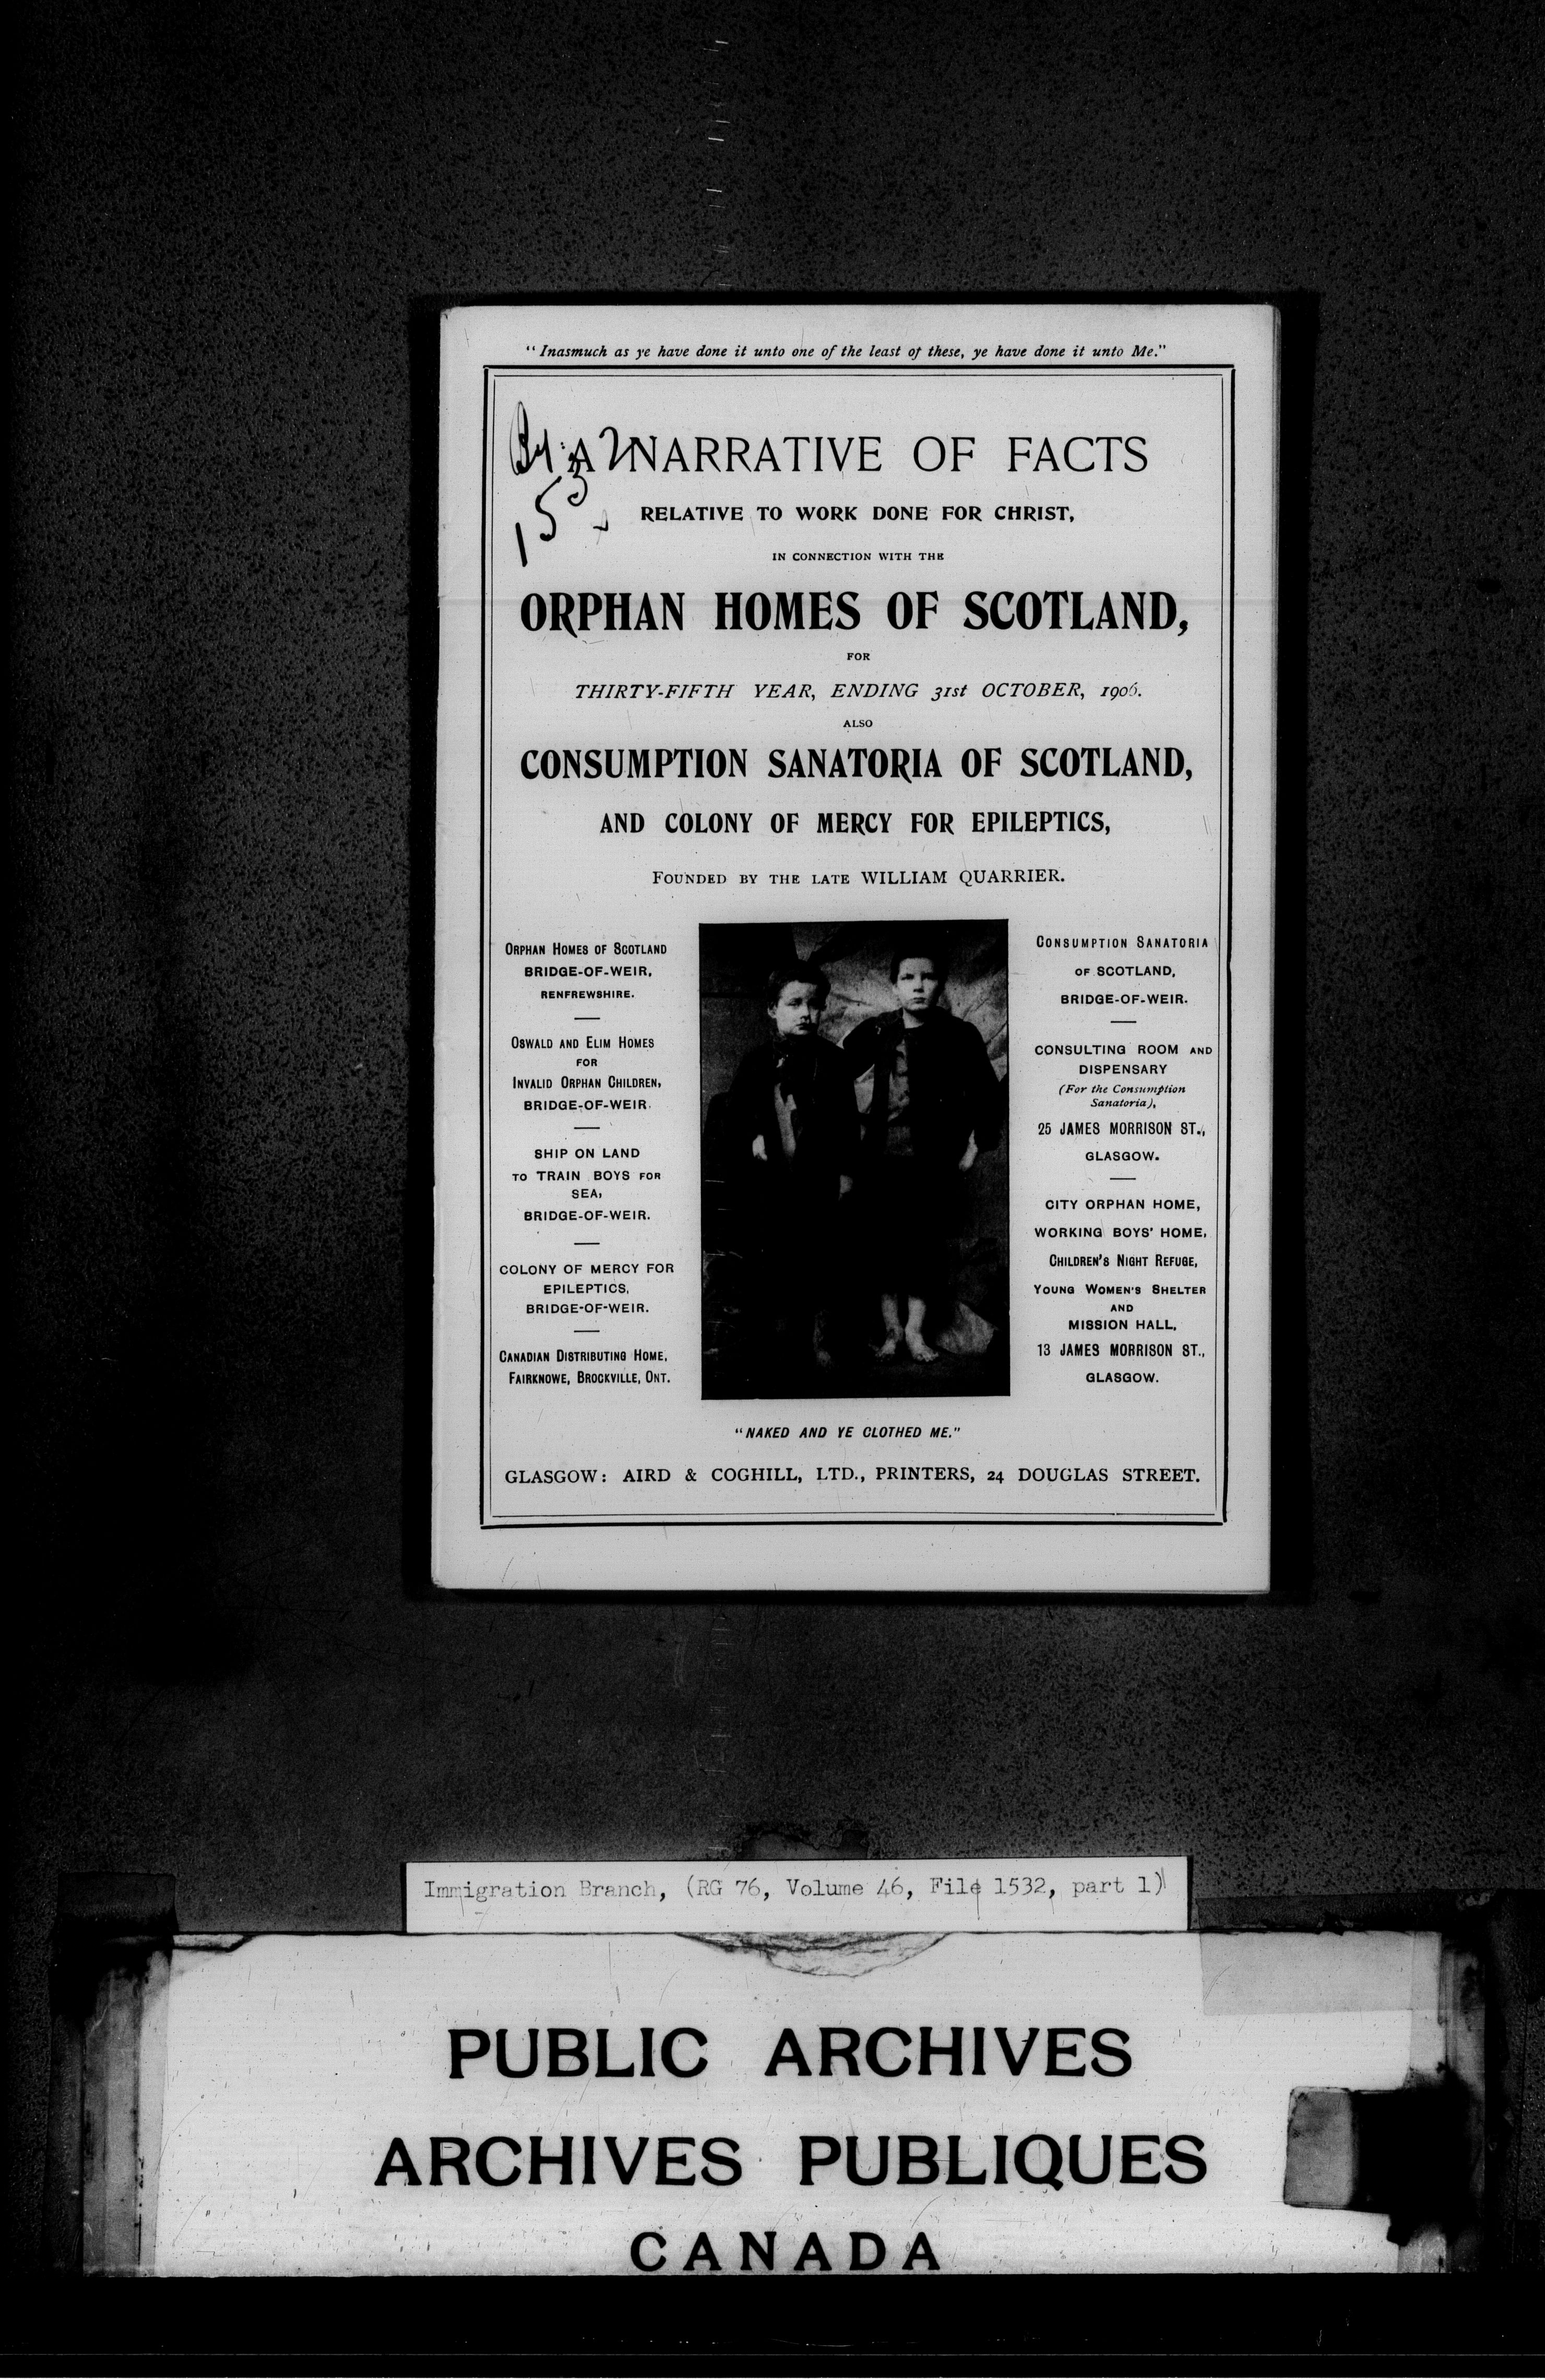 "Inasmuch as ye have done it unto one of the least of these, ye have done it unto Me."
A NARRATIVE OF FACTS
RELATIVE TO WORK DONE FOR CHRIST,
IN CONNECTION WITH THE
ORPHAN HOMES OF SCOTLAND,
FOR
THIRTY-FIFTH YEAR, ENDING 31st OCTOBER, 1906.
ALSO
CONSUMPTION SANATORIA OF SCOTLAND,
AND COLONY OF MERCY FOR EPILEPTICS,
FOUNDED BY THE LATE WILLIAM QUARRIER.
ORPHAN HOMES OF SCOTLAND
BRIDGE-OF-WEIR,
RENFREWSHIRE.
OSWALD AND ELIM HOMES
FOR
INVALID ORPHAN CHILDREN,
BRIDGE-OF-WEIR.
SHIP ON LAND
TO TRAIN BOYS FOR
SEA,
BRIDGE-OF-WEIR.
COLONY OF MERCY FOR
EPILEPTICS,
BRIDGE-OF-WEIR.
CANADIAN DISTRIBUTING HOME,
FAIRKNOWE, BROCKVILLE, ONT.
CONSUMPTION SANATORIA
OF SCOTLAND,
BRIDGE-OF-WEIR.
CONSULTING ROOM AND
DISPENSARY
(For the Consumption
Sanatoria),
25 JAMES MORRISON ST.,
GLASGOW.
CITY ORPHAN HOME,
WORKING BOYS' HOME,
CHILDREN'S NIGHT REFUGE,
YOUNG WOMEN'S SHELTER
AND
MISSION HALL,
13 JAMES MORRISON ST.,
GLASGOW.
"NAKED AND YE CLOTHED ME."
GLASGOW: AIRD & COGHILL, LTD., PRINTERS, 24 DOUGLAS STREET.
Immigration Branch, (RG 76, Volume 46, File 1532, part 1)
PUBLIC ARCHIVES
ARCHIVES PUBLIQUES
CANADA